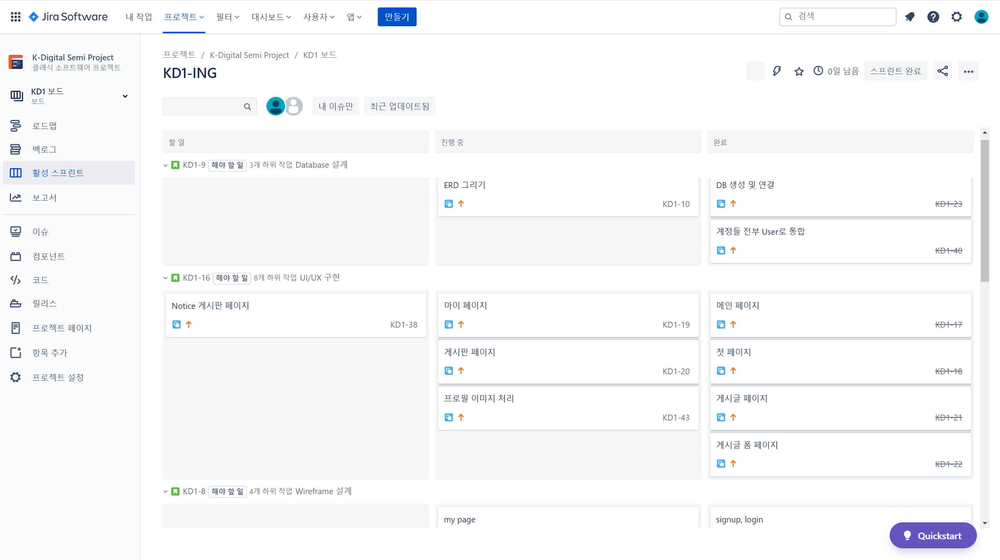 Jira Software 내 작업 프로젝트 필터 대시보드 사용자 앱 만들기 검색
K-Digital Semi Project
클래식 소프트웨어 프로젝트
KD1 보드
보드
로드맵
백로그
활성 스프린트
보고서
이슈
컴포넌트
코드
릴리스
프로젝트 페이지
항목 추가
프로젝트 설정
프로젝트 / K-Digital Semi Project / KD1 보드
KD1-ING
0일 남음 스프린트 완료
내 이슈만 최근 업데이트됨
할 일 진행 중 완료
KD1-9 해야 할 일 3개 하위 작업 Database 설계
ERD 그리기
KD1-10
DB 생성 및 연결
KD1-23
계정들 전부 User로 통합
KD1-40
KD1-16 해야 할 일 8개 하위 작업 UI/UX 구현
Notice 게시판 페이지
KD1-38
마이 페이지
KD1-19
게시판 페이지
KD1-20
프로필 이미지 처리
KD1-43
메인 페이지
KD1-17
첫 페이지
KD1-18
게시글 페이지
KD1-21
게시글 폼 페이지
KD1-22
KD1-8 해야 할 일 4개 하위 작업 Wireframe 설계
my page
signup, login
Quickstart